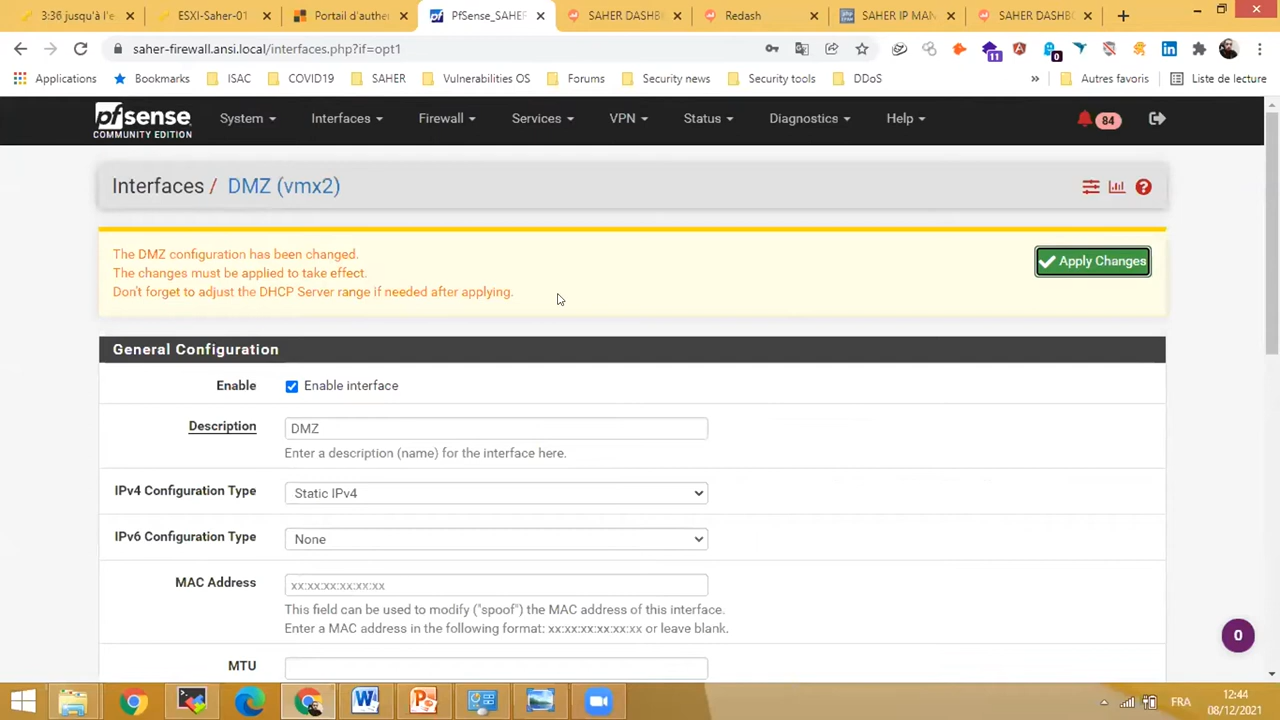 3:36 jusqu'à l'e
ESXI-Saher-01
Portail d'authe
PfSense_SAHER
SAHER DASHB
Redash
SAHER IP MAN
SAHER DASHB
saher-firewall.ansi.local/interfaces.php?if=opt1
11
0
Applications
Bookmarks
ISAC
COVID19
SAHER
Vulnerabilities OS
Forums
Security news
Security tools
DDoS
»
Autres favoris
Liste de lecture
pfsense
COMMUNITY EDITION
System
Interfaces
Firewall
Services
VPN
Status
Diagnostics
Help
84
Interfaces / DMZ (vmx2)
The DMZ configuration has been changed.
The changes must be applied to take effect.
Don't forget to adjust the DHCP Server range if needed after applying.
Apply Changes
General Configuration
Enable
Enable interface
Description
DMZ
Enter a description (name) for the interface here.
IPv4 Configuration Type
Static IPv4
IPv6 Configuration Type
None
MAC Address
xx:xx:xx:xx:xx:xx
This field can be used to modify ("spoof") the MAC address of this interface.
Enter a MAC address in the following format: xx:xx:xx:xx:xx:xx or leave blank.
MTU
0
FR
12:44
08/12/2021